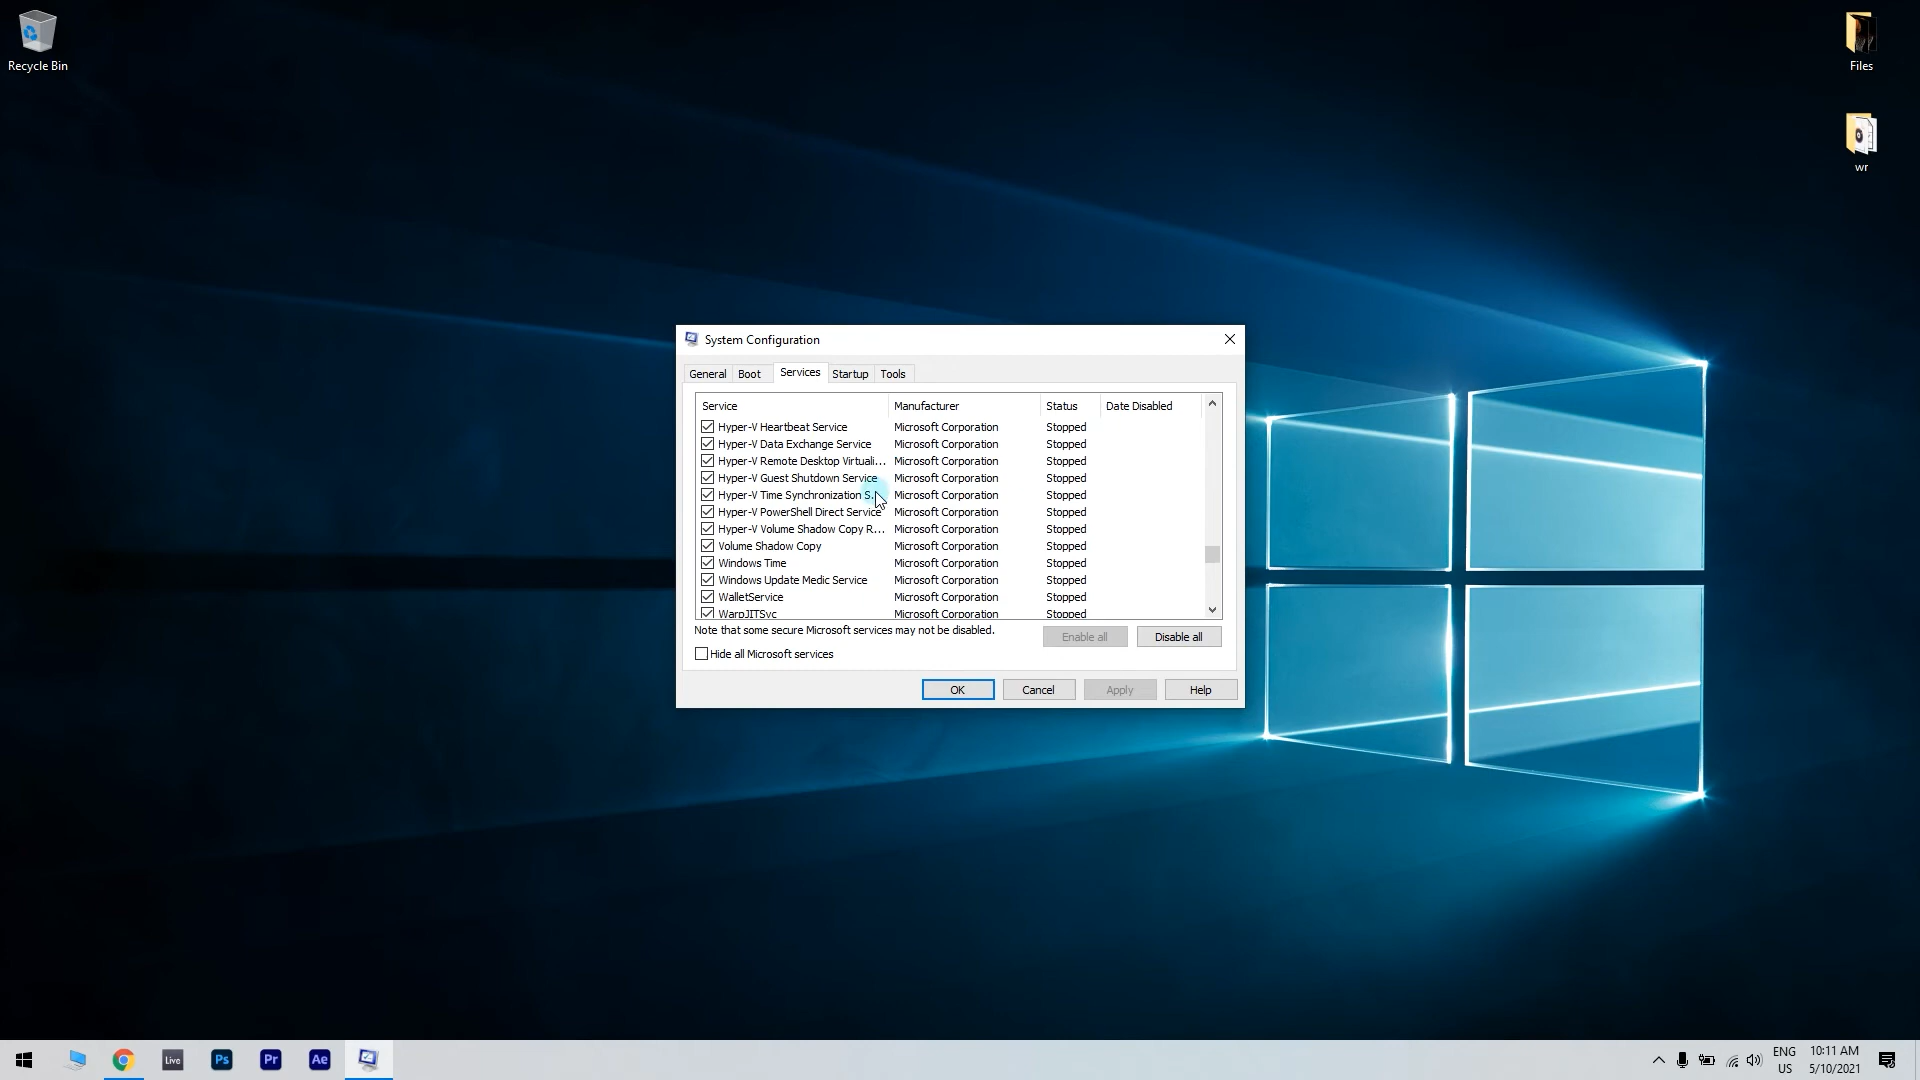 Recycle Bin
Files
wr
System Configuration
General Boot Services Startup Tools
Service Manufacturer Status Date Disabled
Hyper-V Heartbeat Service Microsoft Corporation Stopped
Hyper-V Data Exchange Service Microsoft Corporation Stopped
Hyper-V Remote Desktop Virtuali... Microsoft Corporation Stopped
Hyper-V Guest Shutdown Service Microsoft Corporation Stopped
Hyper-V Time Synchronization S... Microsoft Corporation Stopped
Hyper-V PowerShell Direct Service Microsoft Corporation Stopped
Hyper-V Volume Shadow Copy R... Microsoft Corporation Stopped
Volume Shadow Copy Microsoft Corporation Stopped
Windows Time Microsoft Corporation Stopped
Windows Update Medic Service Microsoft Corporation Stopped
WalletService Microsoft Corporation Stopped
WarpJITSvc Microsoft Corporation Stopped
Note that some secure Microsoft services may not be disabled.
Enable all Disable all
Hide all Microsoft services
OK Cancel Apply Help
Live Ps Pr Ae
ENG 10:11 AM
US 5/10/2021